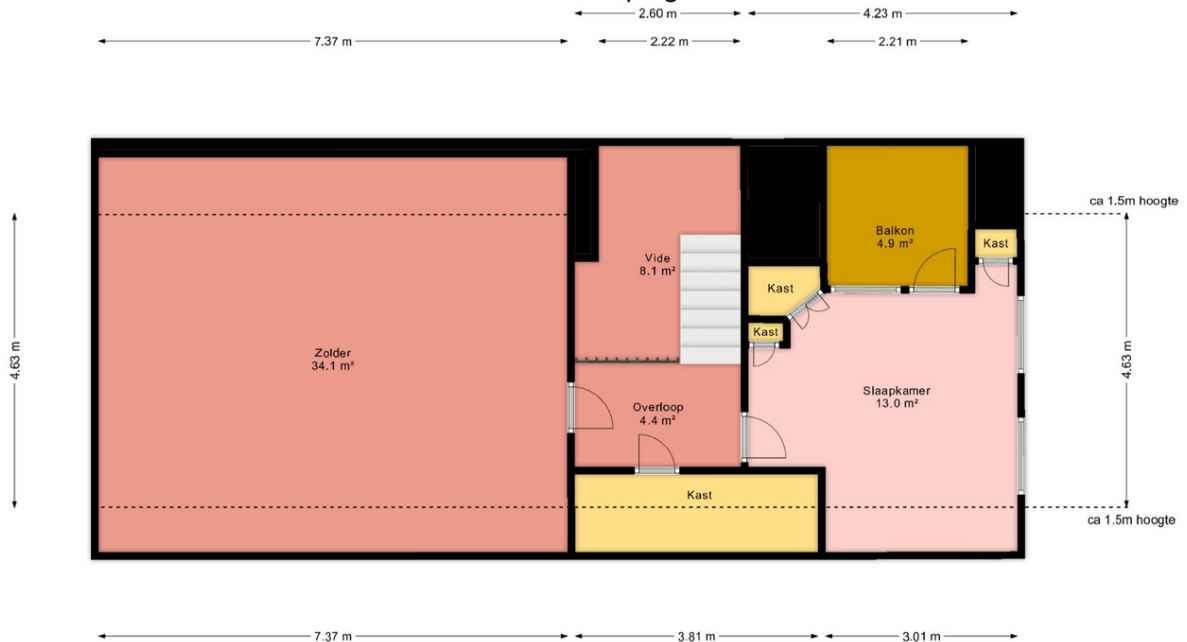 2.60 m
4.23 m
7.37 m
2.22 m
2.21 m
ca 1.5m hoogte
Balkon
4.9 m²
Kast
Vide
8.1 m²
Kast
Kast
Zolder
34.1 m²
4.63 m
4.63 m
Slaapkamer
13.0 m²
Overloop
4.4 m²
Kast
ca 1.5m hoogte
7.37 m
3.81 m
3.01 m